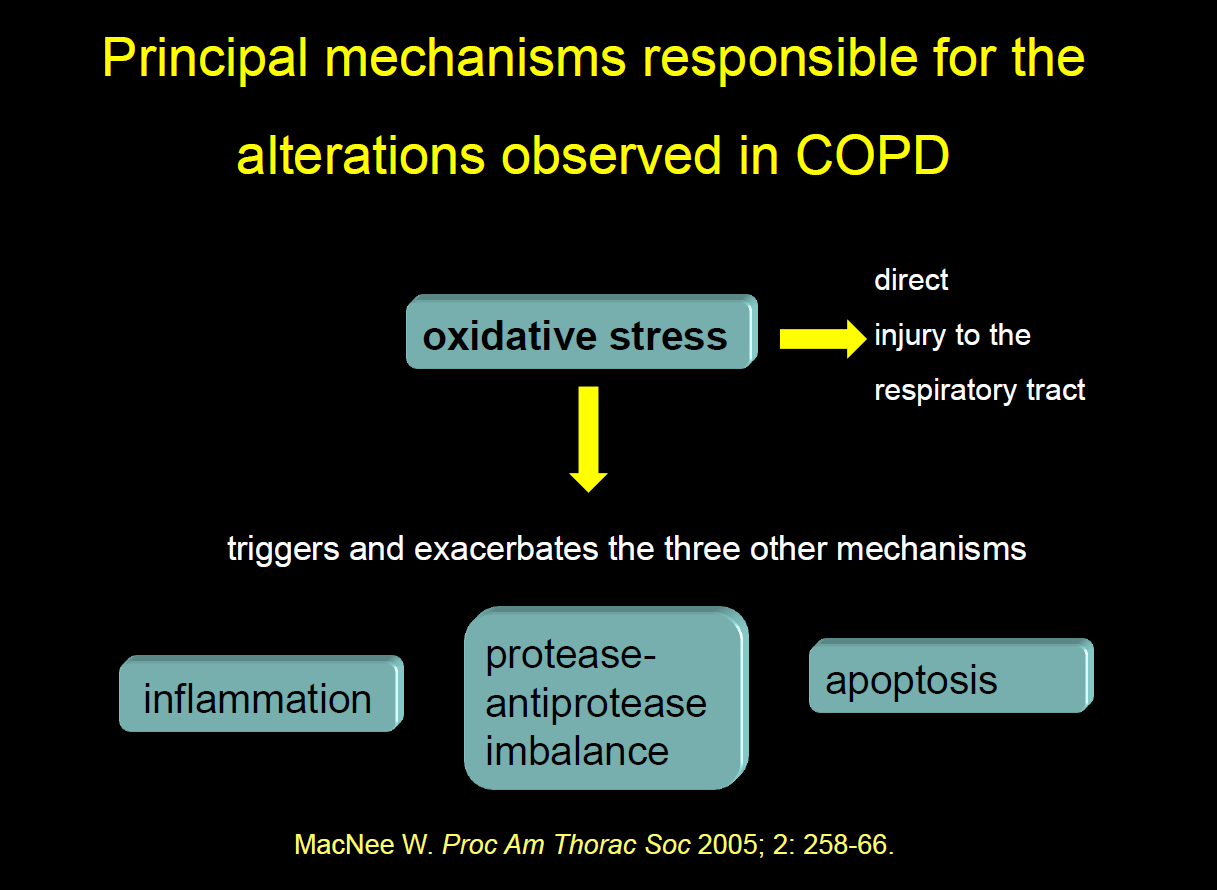 Principal mechanisms responsible for the
alterations observed in COPD
oxidative stress
direct
injury to the
respiratory tract
triggers and exacerbates the three other mechanisms
inflammation
protease-
antiprotease
imbalance
apoptosis
MacNee W. Proc Am Thorac Soc 2005; 2: 258-66.